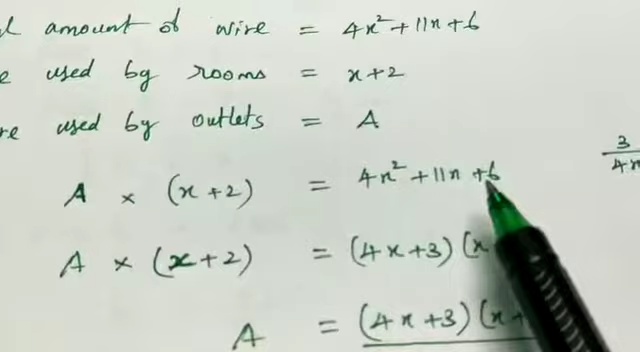 amount of wire = 4x² + 11x + 6
used by rooms = x + 2
used by outlets = A
A × (x + 2) = 4x² + 11x + 6
3
A × (x + 2) = (4x + 3) (x
A = (4x + 3) (x +